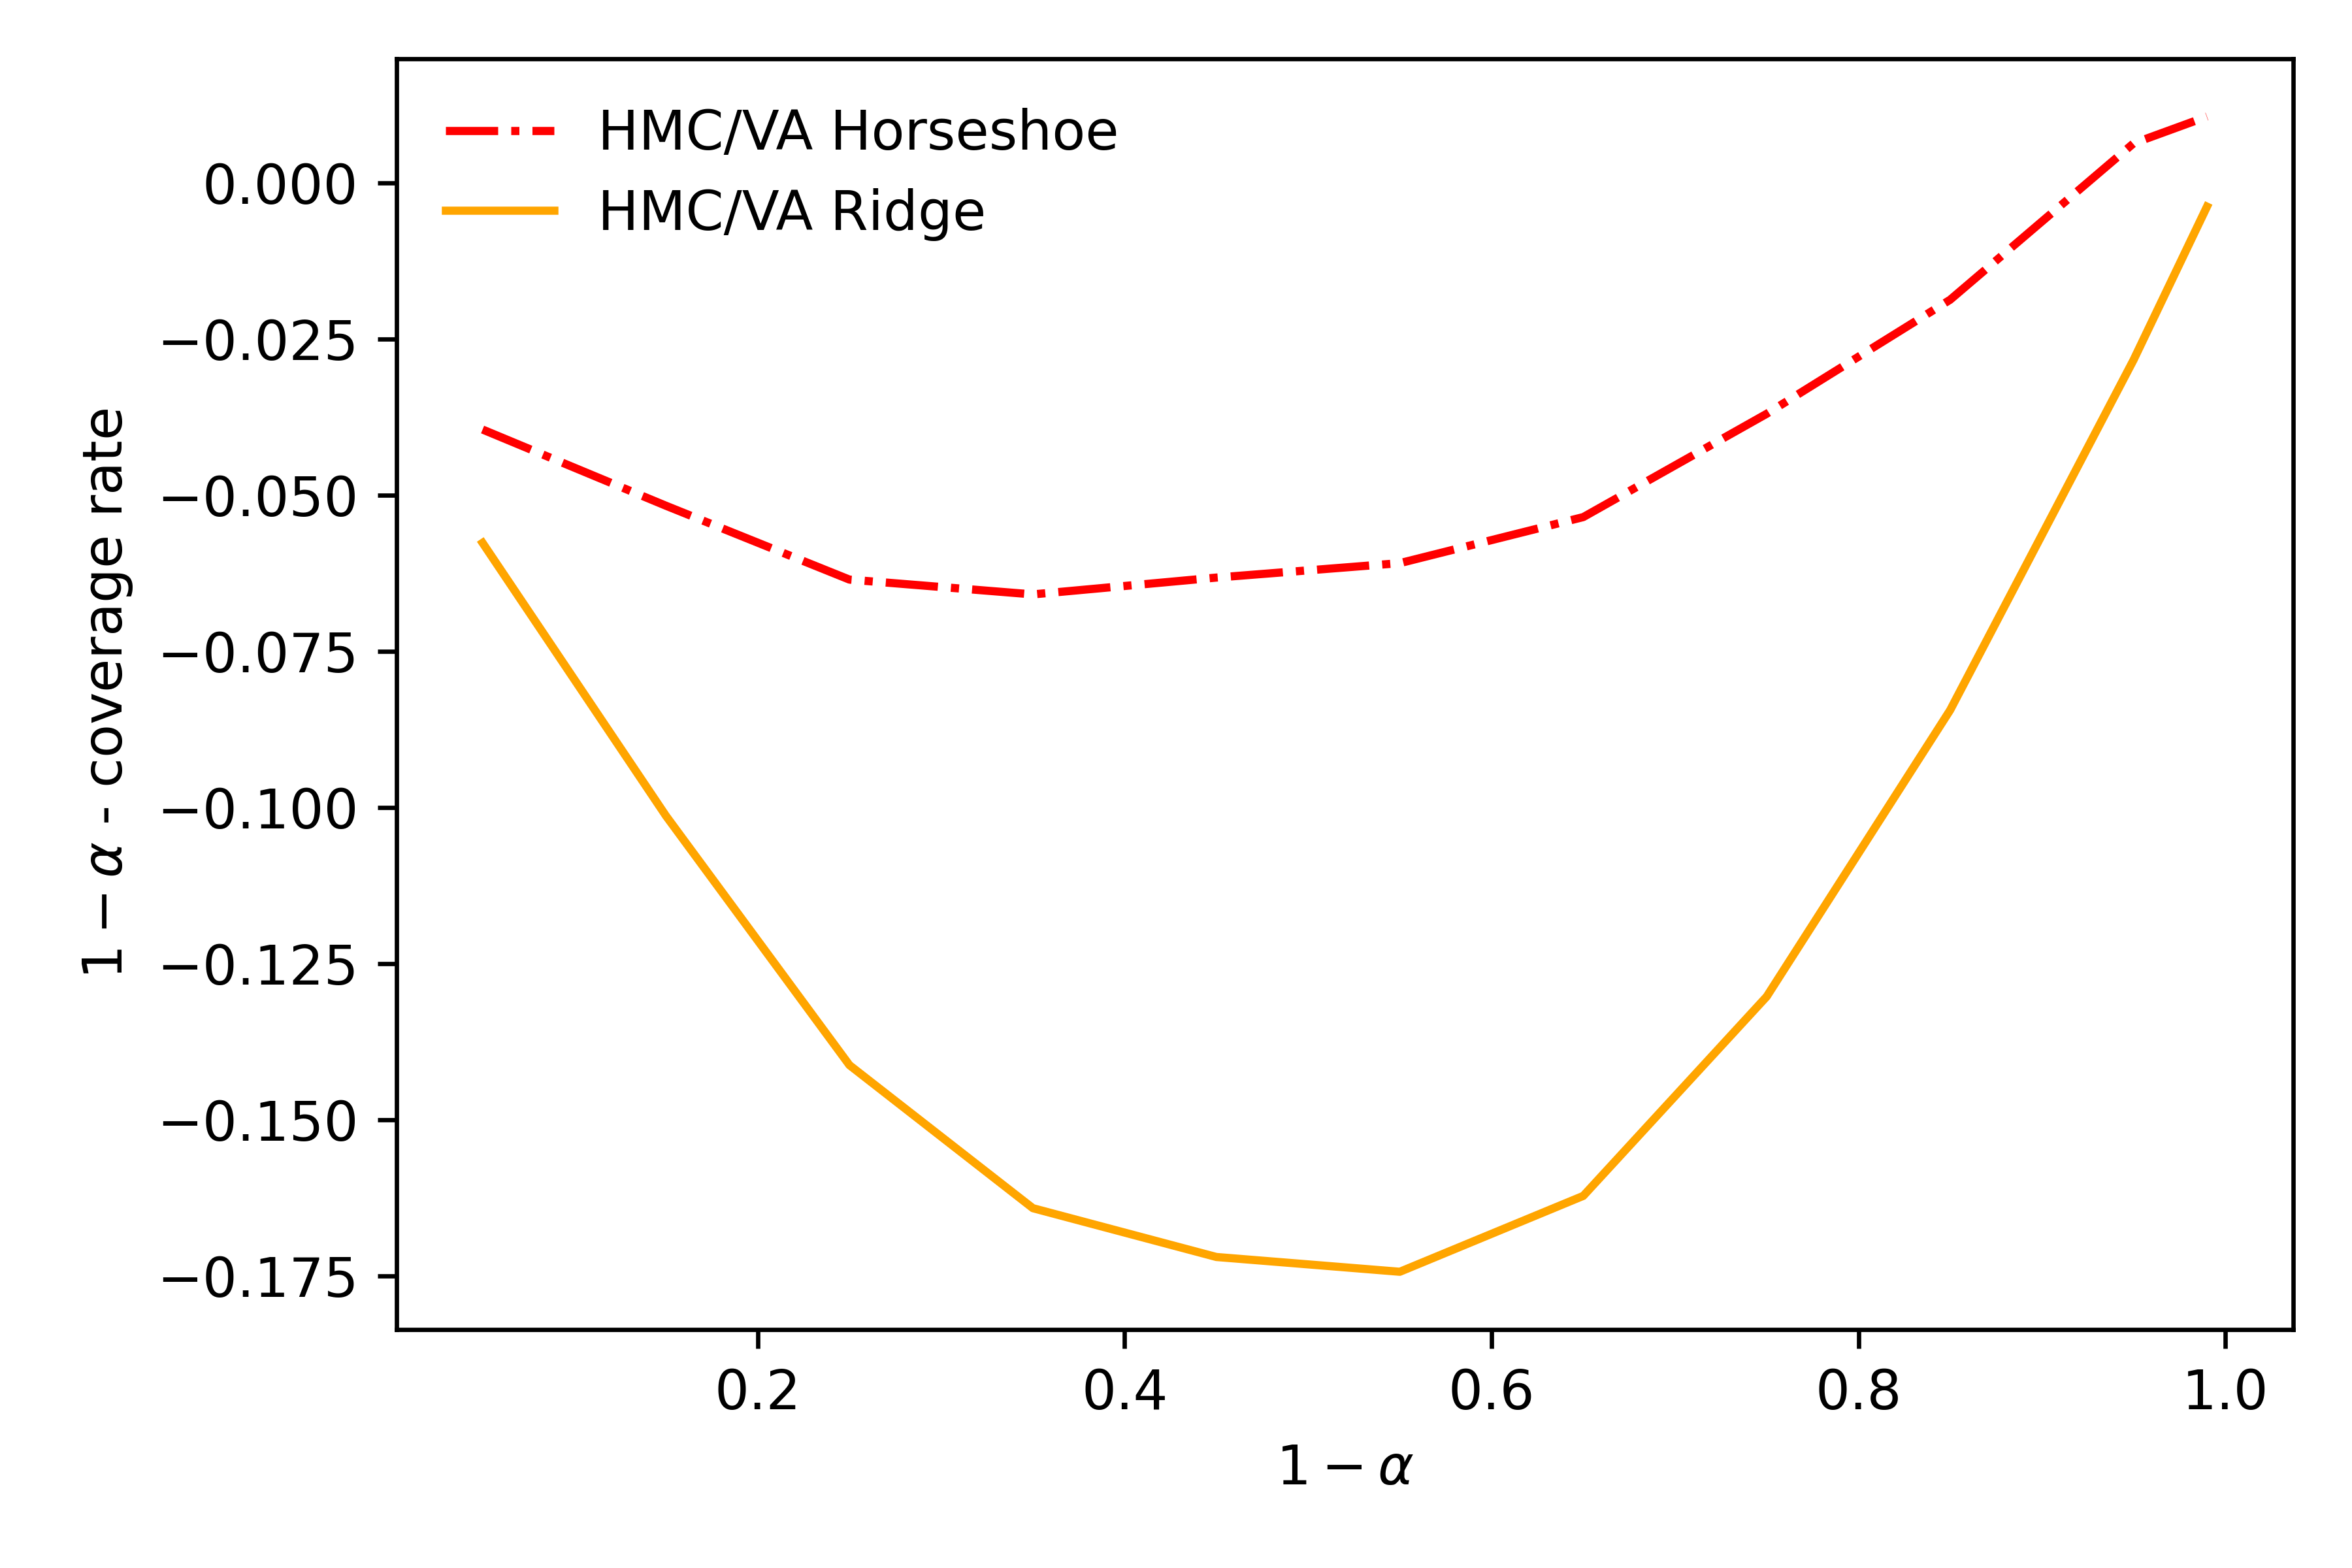 HMC/VA Horseshoe
HMC/VA Ridge
0.000
−0.025
−0.050
−0.075
−0.100
−0.125
−0.150
−0.175
1 − α - coverage rate
0.2 0.4 0.6 0.8 1.0
1 − α